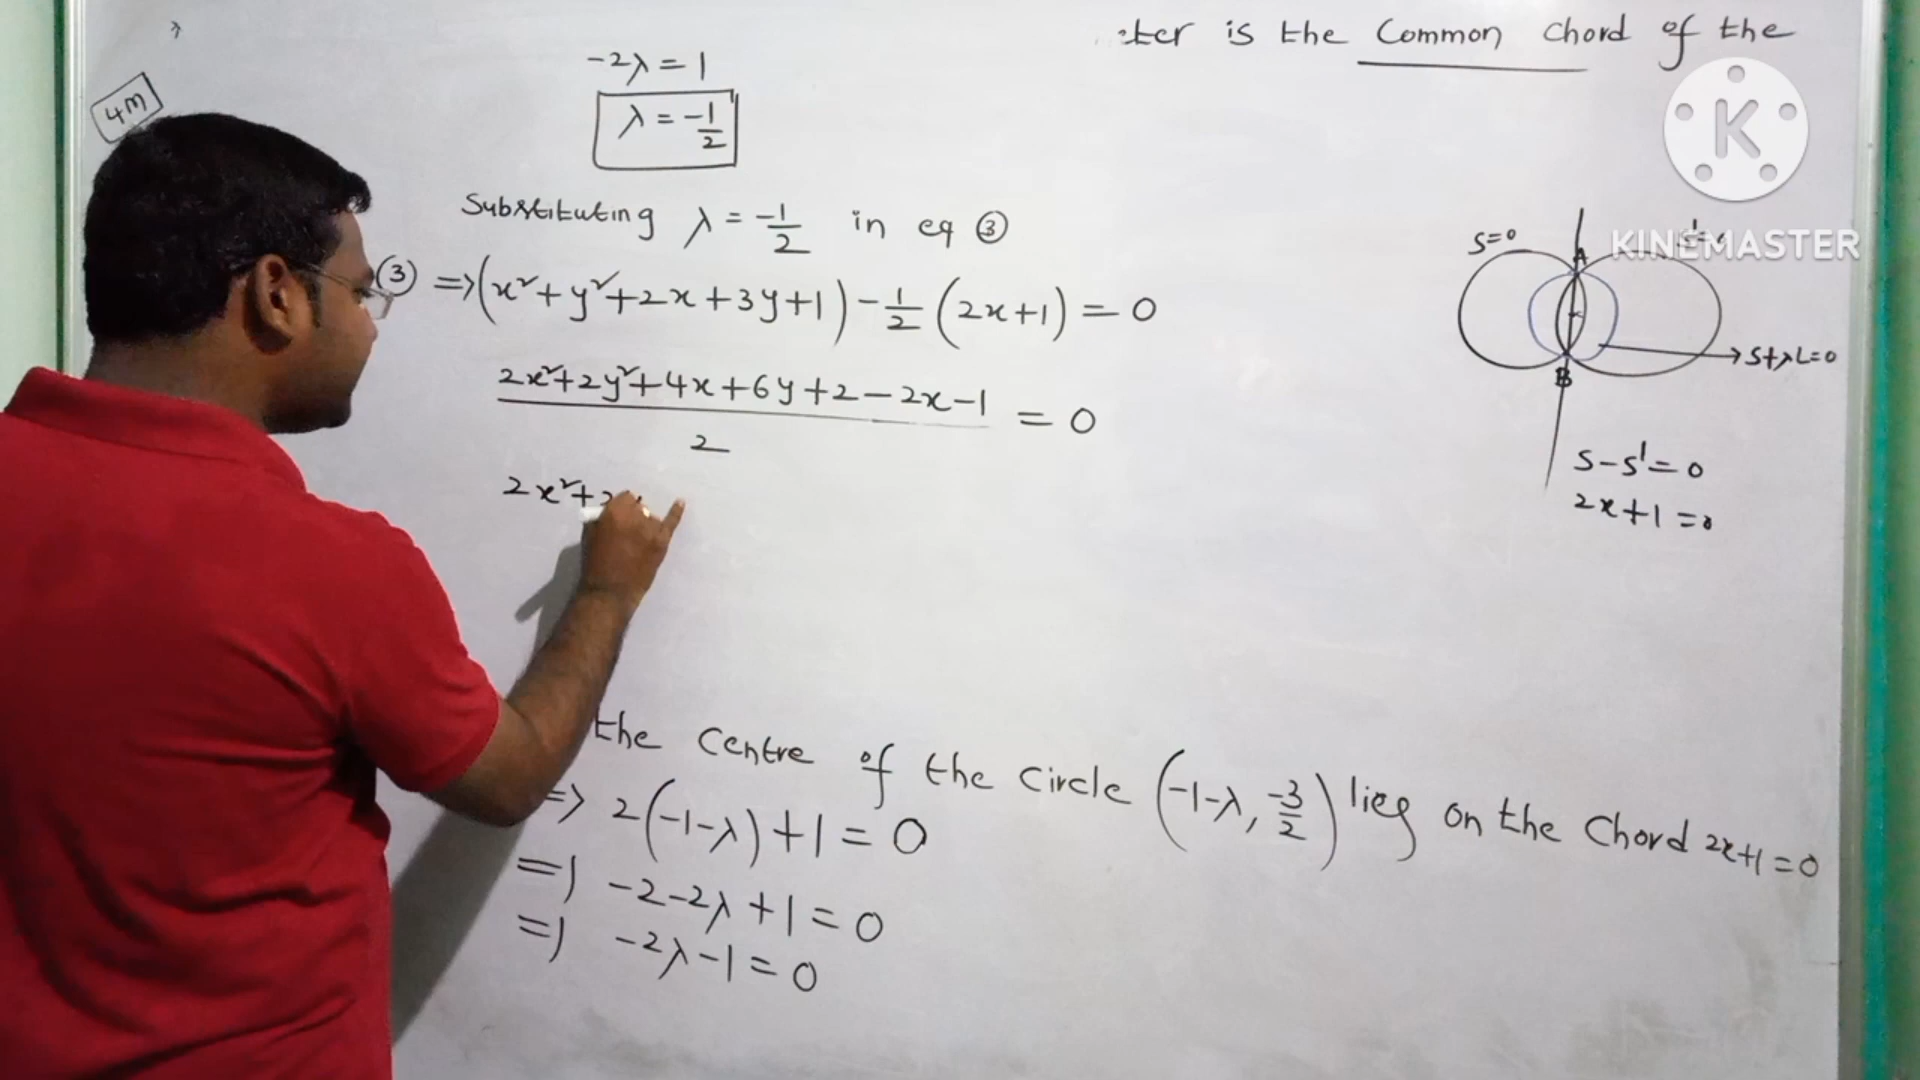 is the Common chord of the
4M
-2λ = 1
λ = -1/2
Substituting λ = -1/2 in eq ③
③ => (x² + y² + 2x + 3y + 1) - 1/2 (2x+1) = 0
(2x² + 2y² + 4x + 6y + 2 - 2x - 1)/2 = 0
2x² + 2
the centre of the circle (-1-λ, -3/2) lies on the Chord 2x+1=0
=> 2(-1-λ) + 1 = 0
=> -2-2λ + 1 = 0
=> -2λ - 1 = 0
K
KINEMASTER
S=0
A
S+λL=0
B
S-S' = 0
2x+1 = 0